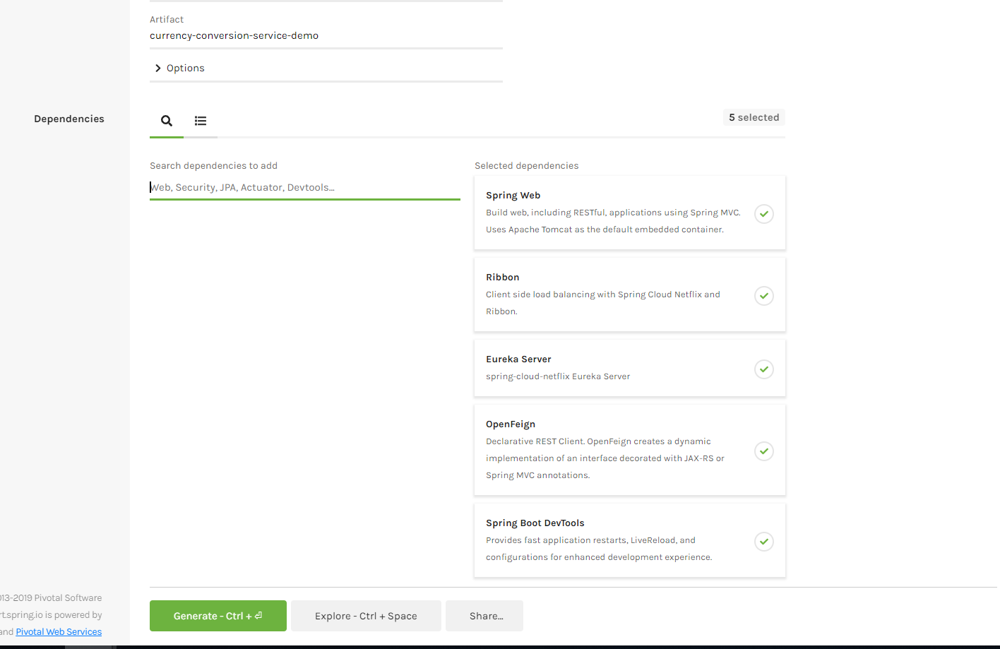 Artifact
currency-conversion-service-demo
Options
Dependencies
5 selected
Search dependencies to add
Web, Security, JPA, Actuator, Devtools...
Selected dependencies
Spring Web
Build web, including RESTful, applications using Spring MVC.
Uses Apache Tomcat as the default embedded container.
Ribbon
Client side load balancing with Spring Cloud Netflix and
Ribbon.
Eureka Server
spring-cloud-netflix Eureka Server
OpenFeign
Declarative REST Client. OpenFeign creates a dynamic
implementation of an interface decorated with JAX-RS or
Spring MVC annotations.
Spring Boot DevTools
Provides fast application restarts, LiveReload, and
configurations for enhanced development experience.
013-2019 Pivotal Software
rt.spring.io is powered by
and Pivotal Web Services
Generate - Ctrl + ⏎
Explore - Ctrl + Space
Share...